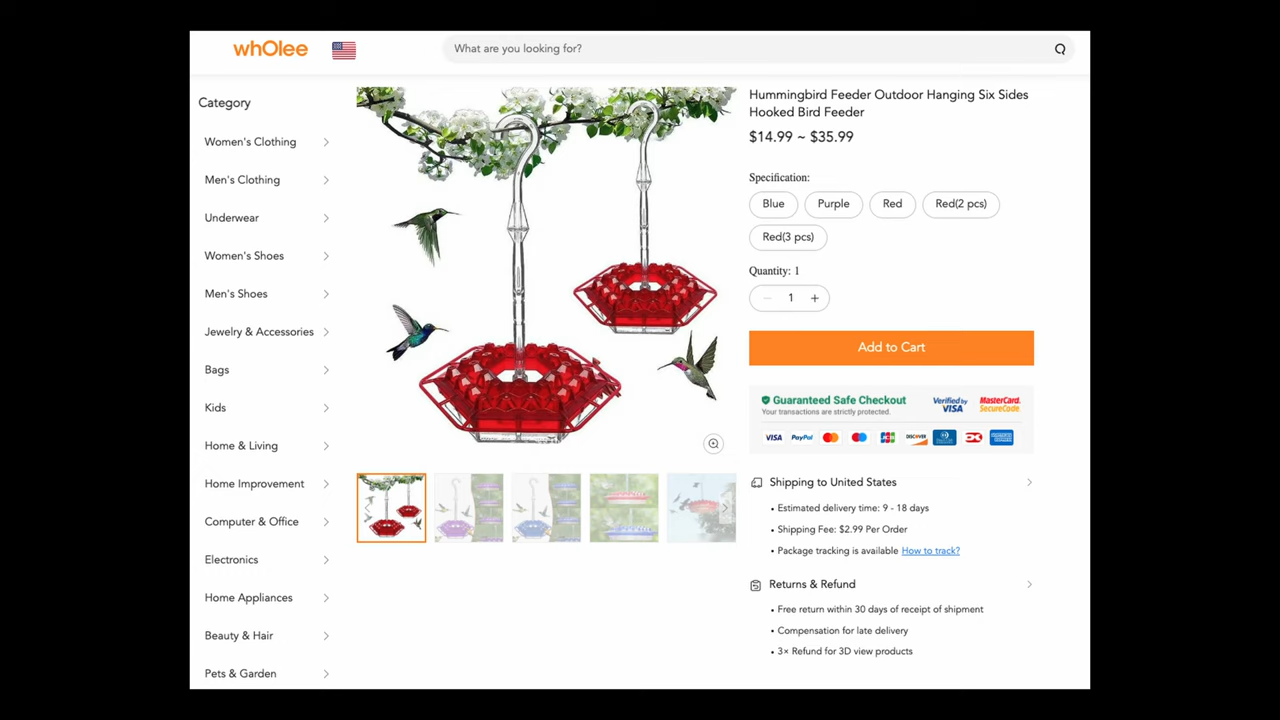 whOlee
What are you looking for?
Category
Women's Clothing
Men's Clothing
Underwear
Women's Shoes
Men's Shoes
Jewelry & Accessories
Bags
Kids
Home & Living
Home Improvement
Computer & Office
Electronics
Home Appliances
Beauty & Hair
Pets & Garden
Hummingbird Feeder Outdoor Hanging Six Sides
Hooked Bird Feeder
$14.99 ~ $35.99
Specification:
Blue Purple Red Red(2 pcs)
Red(3 pcs)
Quantity: 1
1
Add to Cart
Guaranteed Safe Checkout
Your transactions are strictly protected.
Verified by
VISA
MasterCard.
SecureCode
VISA PayPal JCB DISCOVER
Shipping to United States
• Estimated delivery time: 9 - 18 days
• Shipping Fee: $2.99 Per Order
• Package tracking is available How to track?
Returns & Refund
• Free return within 30 days of receipt of shipment
• Compensation for late delivery
• 3× Refund for 3D view products